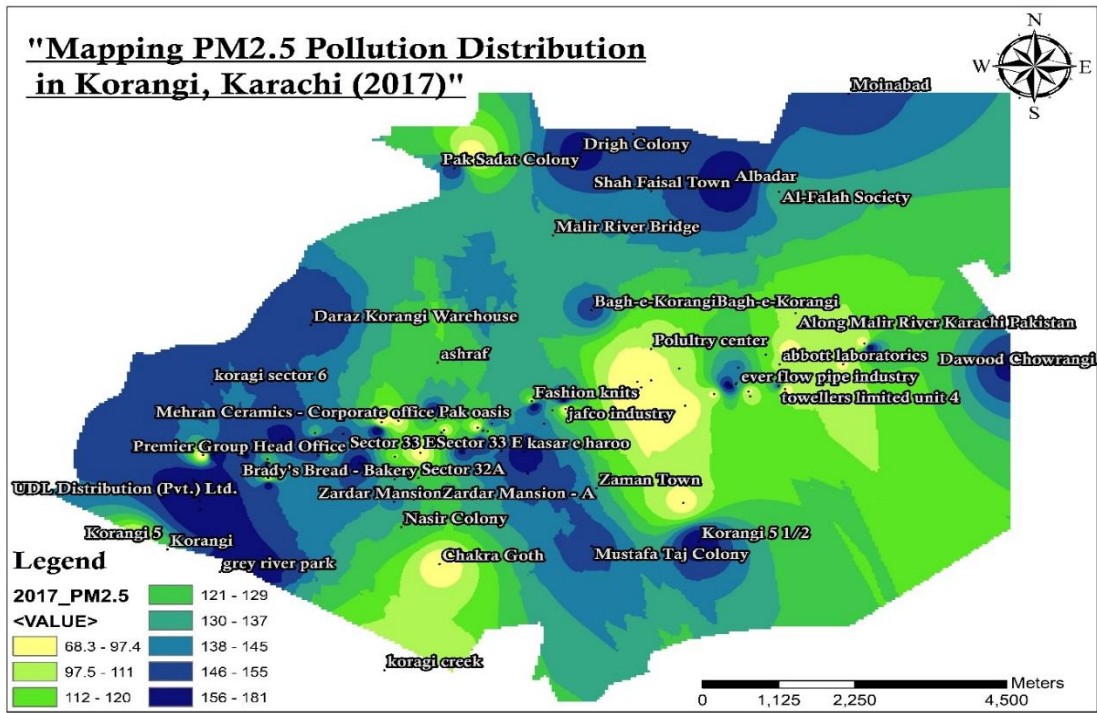 "Mapping PM2.5 Pollution Distribution
in Korangi, Karachi (2017)"
N
W E
S
Moinabad
Drigh Colony
Pak Sadat Colony
Shah Faisal Town Albadar
Al-Falah Society
Malir River Bridge
Bagh-e-KorangiBagh-e-Korangi
Daraz Korangi Warehouse
Along Malir River Karachi Pakistan
Polultry center
ashraf
abbott laboratorics
Dawood Chowrangi
koragi sector 6
ever flow pipe industry
Fashion knits
towellers limited unit 4
Mehran Ceramics - Corporate office Pak oasis
jafco industry
Premier Group Head Office
Sector 33 ESector 33 E kasar e haroo
Brady's Bread - Bakery
Sector 32A
Zaman Town
UDL Distribution (Pvt.) Ltd.
Zardar MansionZardar Mansion - A
Nasir Colony
Korangi 5
Korangi
Korangi 5 1/2
Chakra Goth
Mustafa Taj Colony
grey river park
koragi creek
Legend
2017_PM2.5
<VALUE>
68.3 - 97.4
97.5 - 111
112 - 120
121 - 129
130 - 137
138 - 145
146 - 155
156 - 181
Meters
0 1,125 2,250 4,500